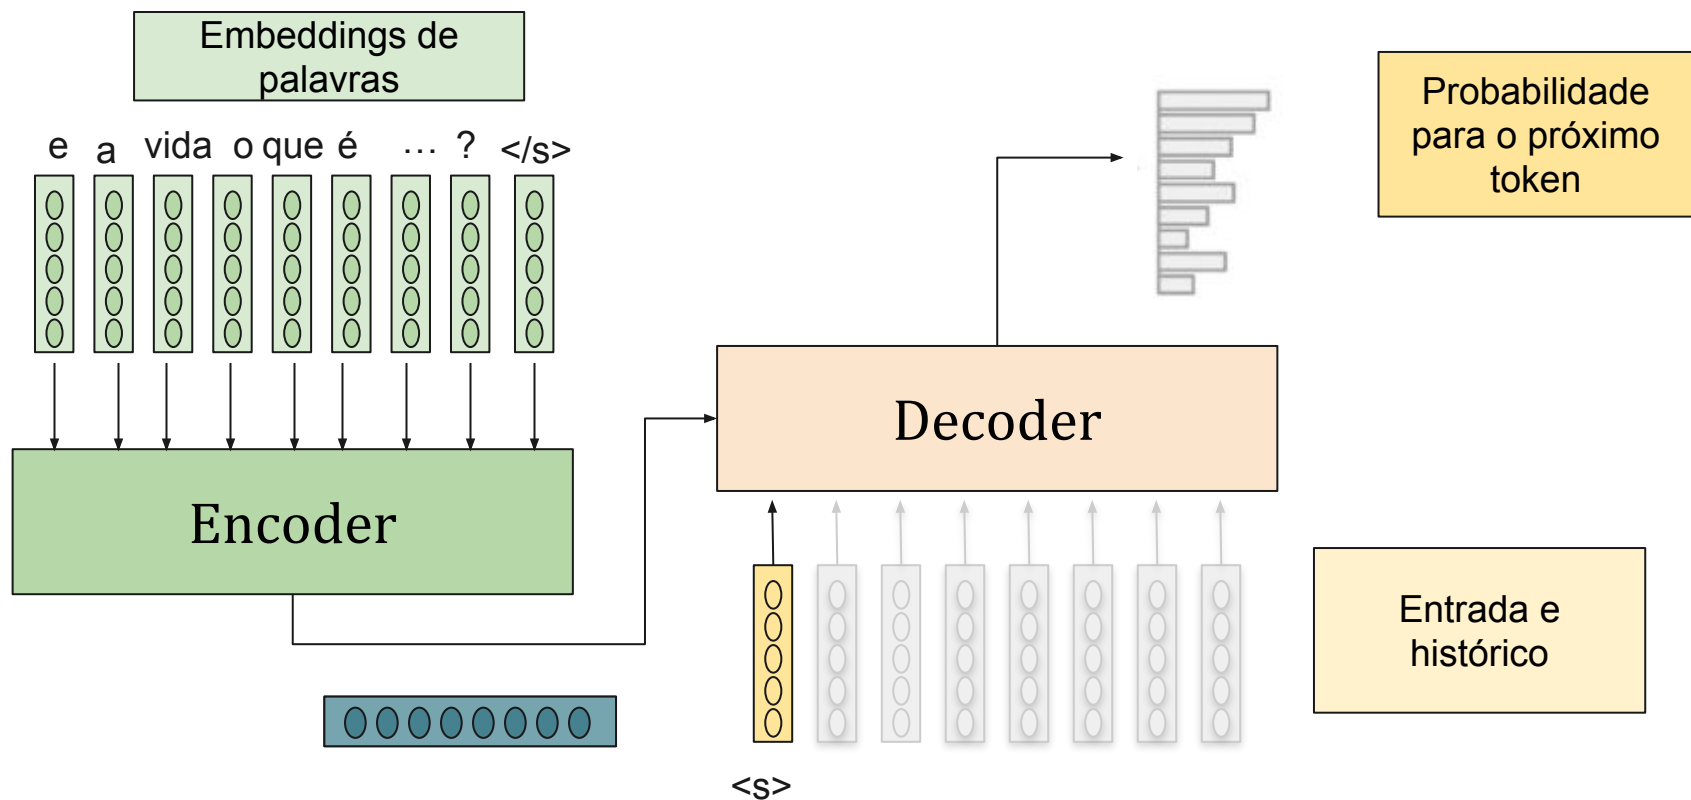 Embeddings de
palavras
e a vida o que é … ? </s>
Encoder
Decoder
<s>
Probabilidade
para o próximo
token
Entrada e
histórico